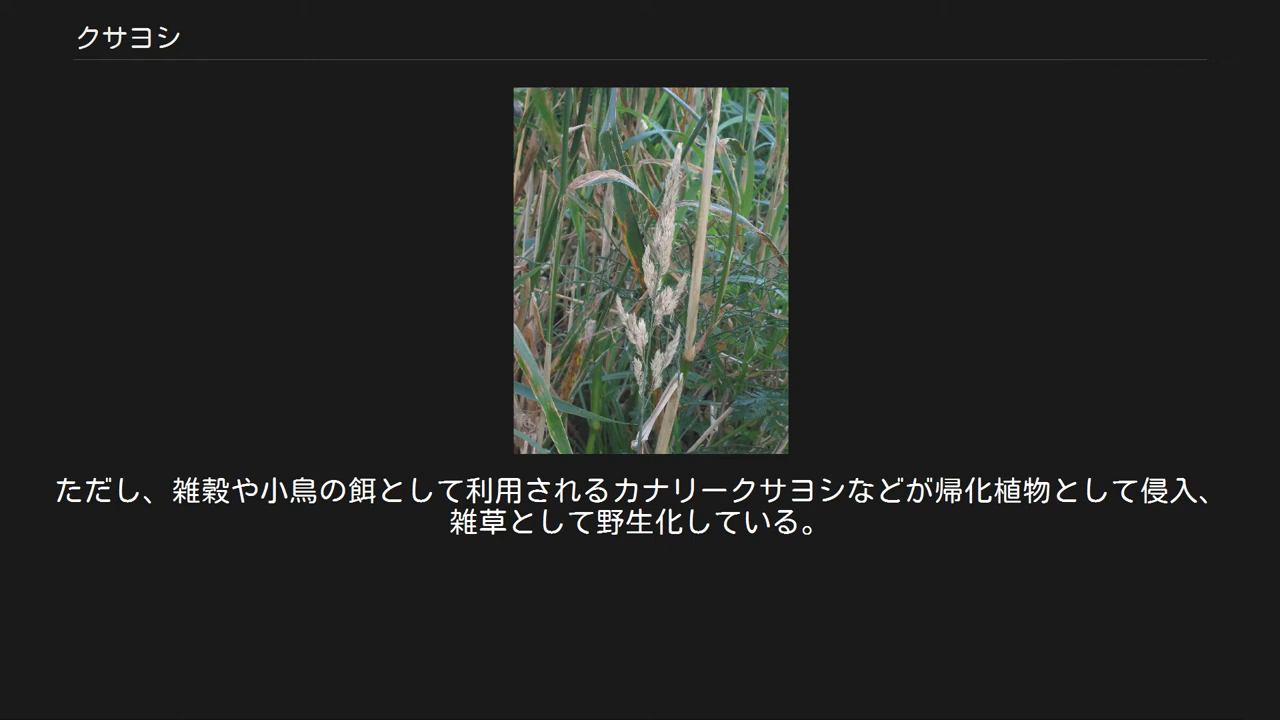 クサヨシ
ただし、雑穀や小鳥の餌として利用されるカナリークサヨシなどが帰化植物として侵入、
雑草として野生化している。